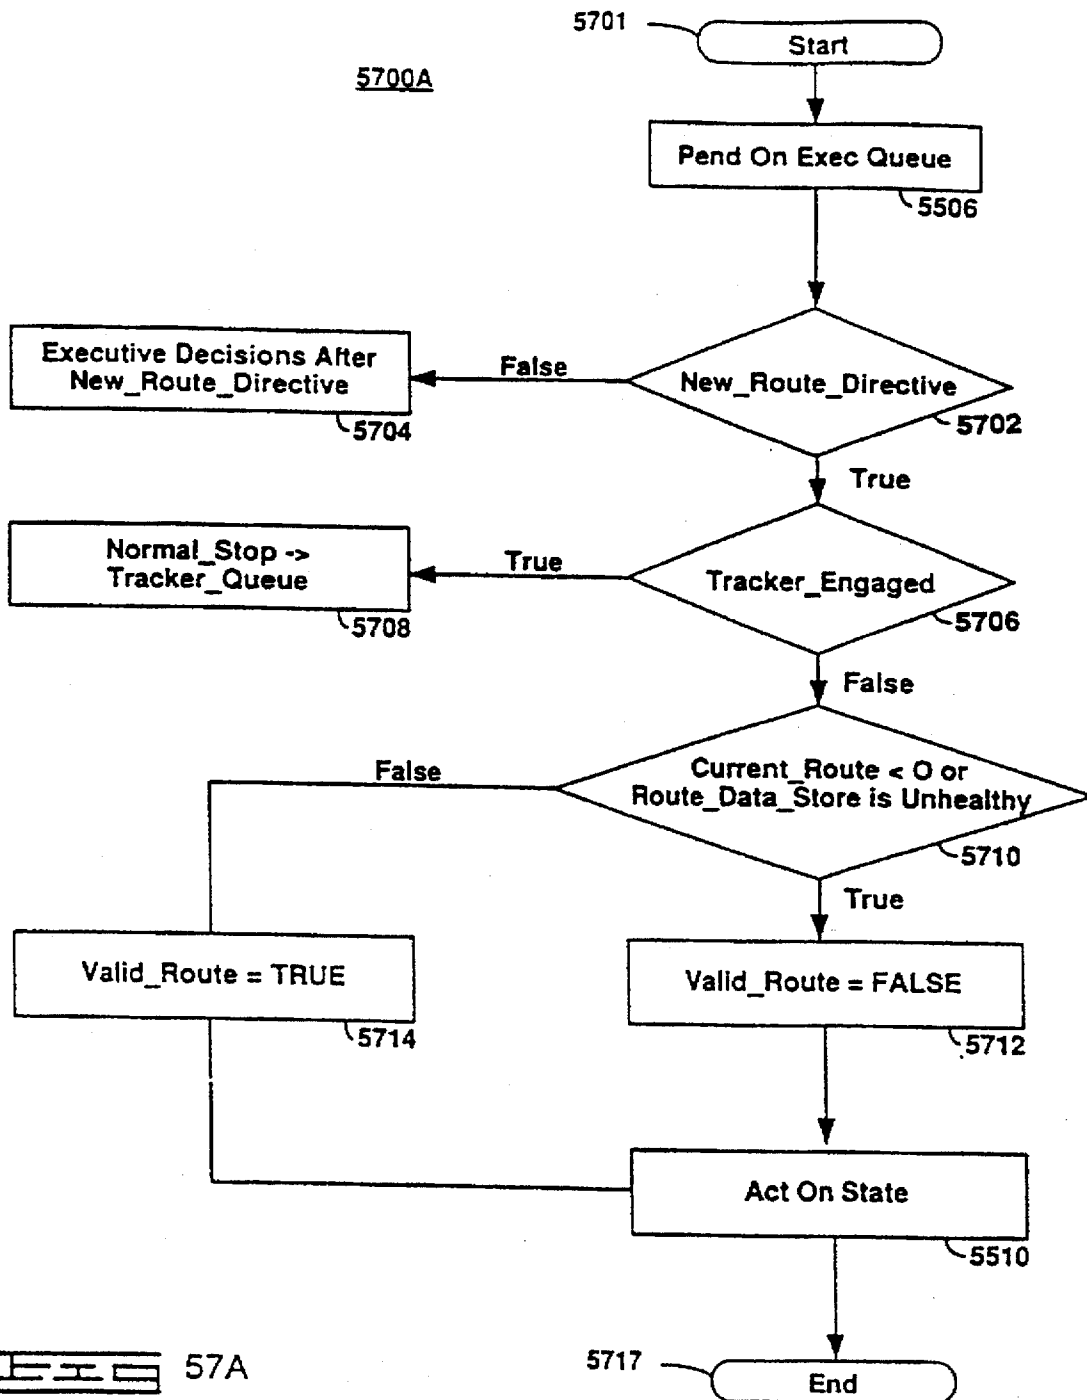 5701
Start
5700A
Pend On Exec Queue
5506
Executive Decisions After
New_Route_Directive
5704
False
New_Route_Directive
5702
True
Normal_Stop ->
Tracker_Queue
5708
True
Tracker_Engaged
5706
False
False
Current_Route < O or
Route_Data_Store is Unhealthy
5710
True
Valid_Route = TRUE
5714
Valid_Route = FALSE
5712
Act On State
5510
FIG 57A
5717
End